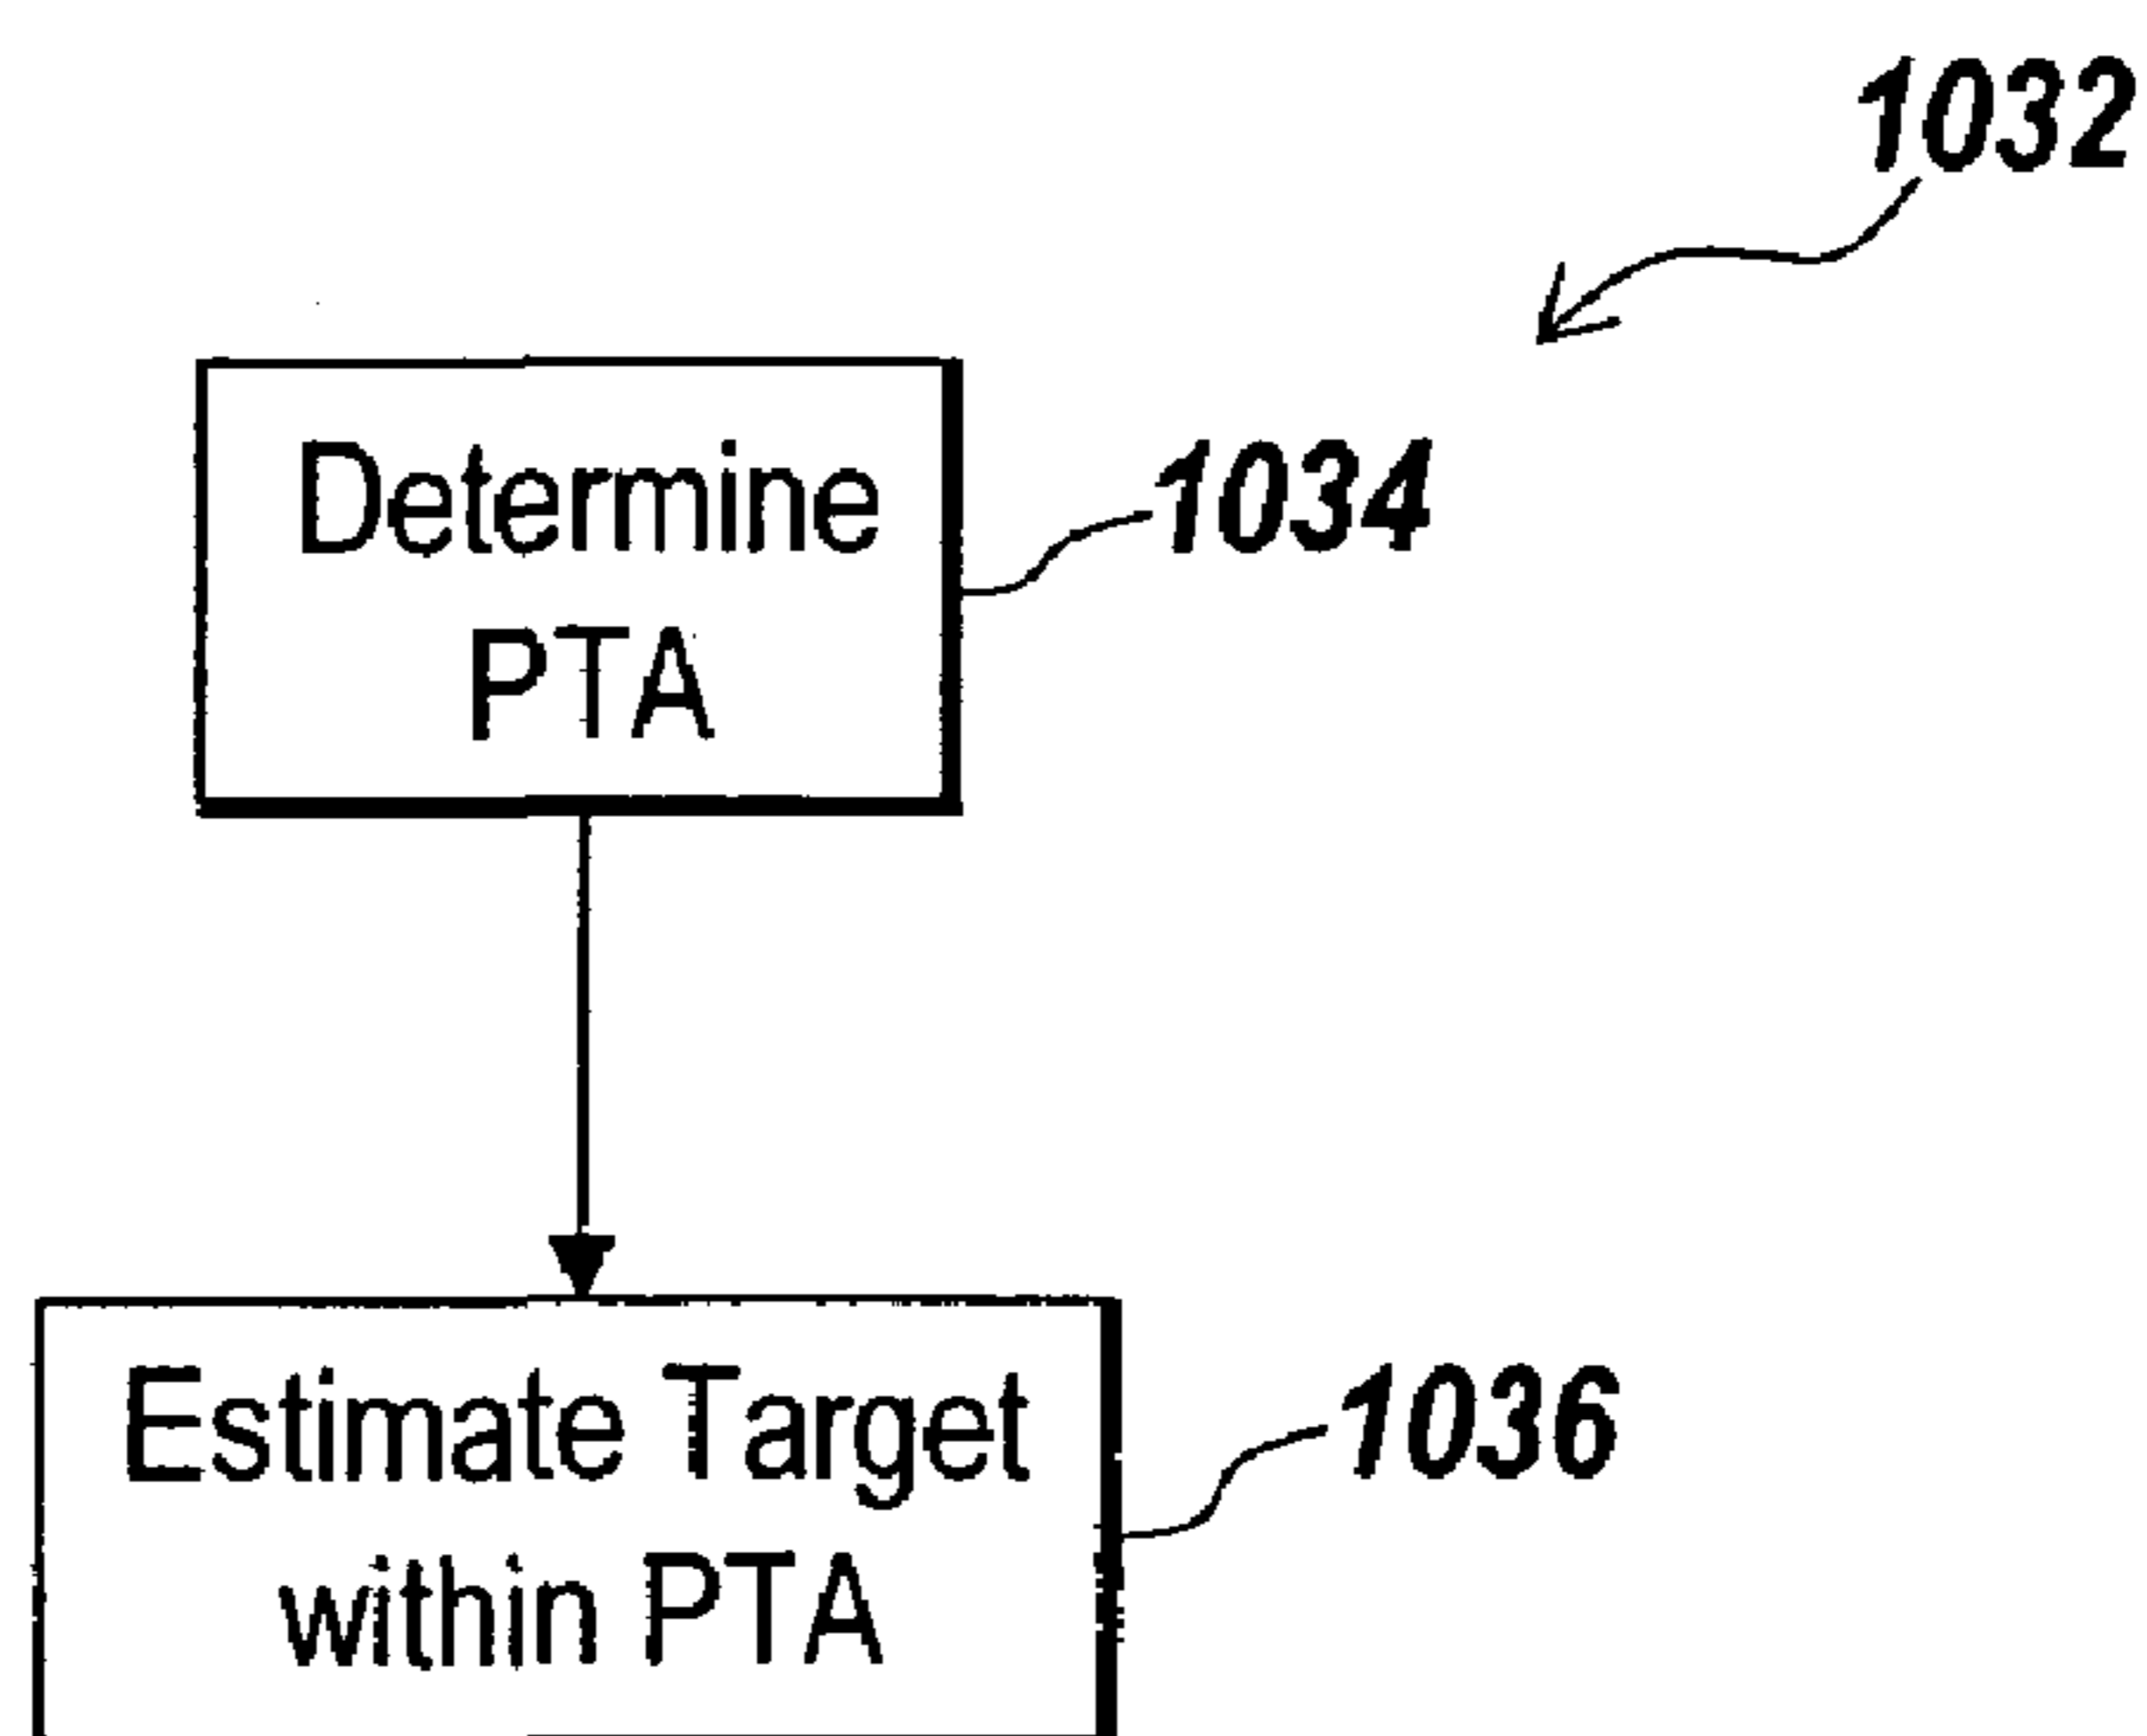 1032
Determine
PTA
1034
Estimate Target
within PTA
1036